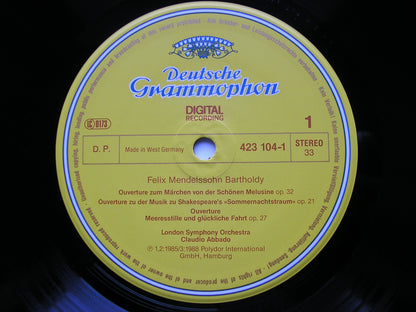 Deutsche
Grammophon
DIGITAL
RECORDING
LC 0173
1
D. P.
Made in West Germany
423 104-1
STEREO
33
Felix Mendelssohn Bartholdy
Ouverture zum Märchen von der Schönen Melusine op. 32
Ouverture zu der Musik zu Shakespeare's »Sommernachtstraum« op. 21
Ouverture
Meeresstille und glückliche Fahrt op. 27
London Symphony Orchestra
Claudio Abbado
Ⓟ 1,2:1985/3:1988 Polydor International
GmbH, Hamburg